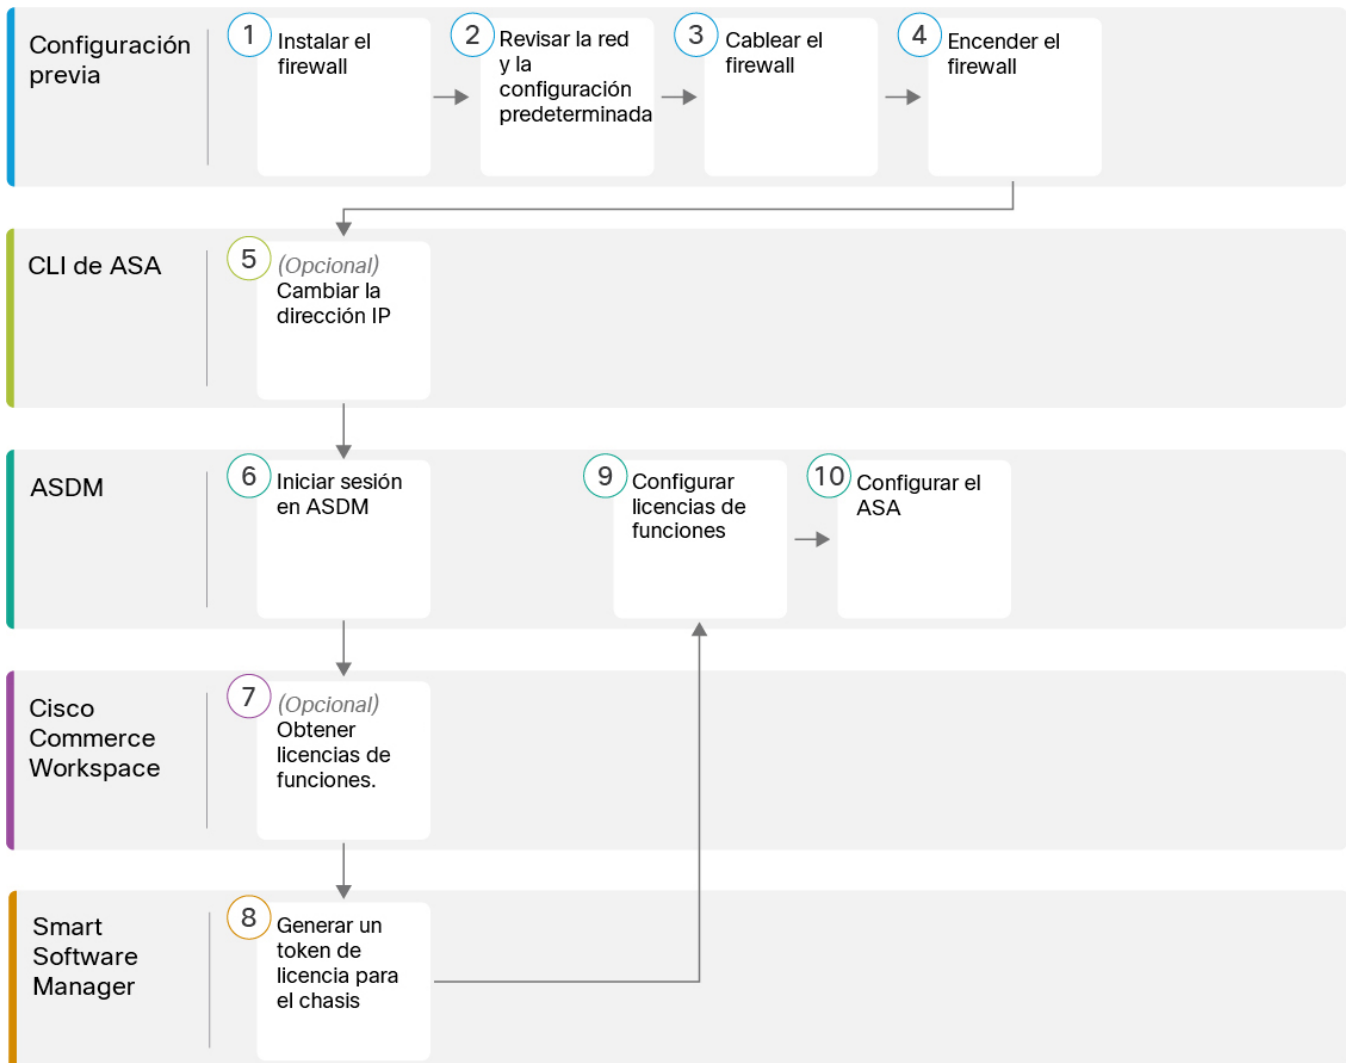 Configuración
previa
1
Instalar el
firewall
2
Revisar la red
y la
configuración
predeterminada
3
Cablear el
firewall
4
Encender el
firewall
CLI de ASA
5
(Opcional)
Cambiar la
dirección IP
ASDM
6
Iniciar sesión
en ASDM
9
Configurar
licencias de
funciones
10
Configurar el
ASA
Cisco
Commerce
Workspace
7
(Opcional)
Obtener
licencias de
funciones.
Smart
Software
Manager
8
Generar un
token de
licencia para
el chasis